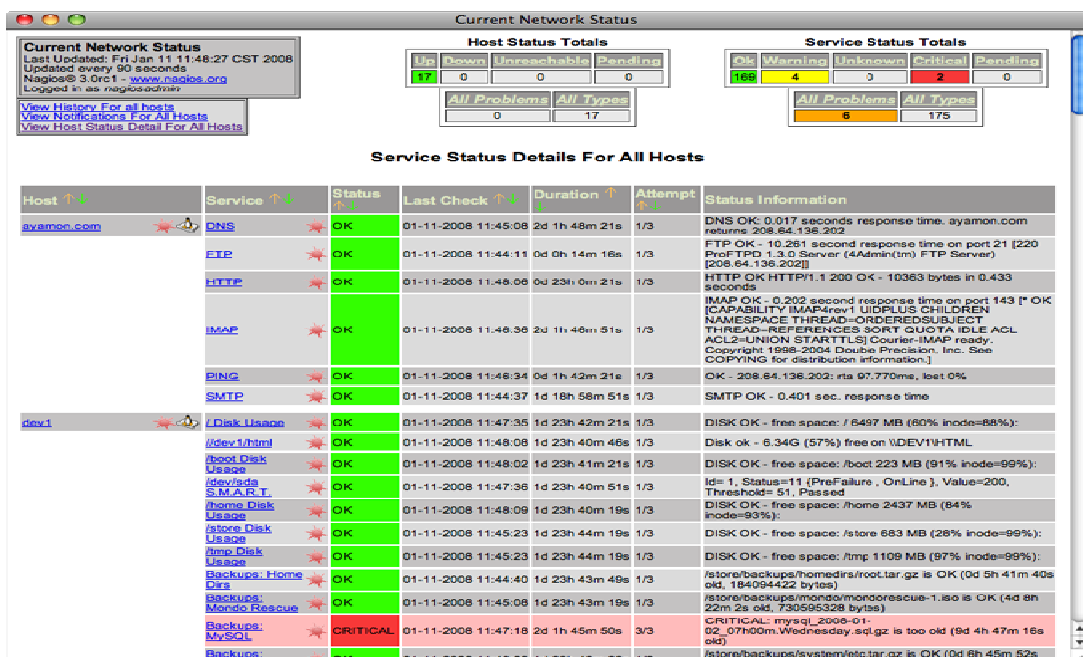 Current Network Status
Current Network Status
Last Updated: Fri Jan 11 11:48:27 CST 2008
Updated every 90 seconds
Nagios® 3.0rc1 - www.nagios.org
Logged in as nagiosadmin
View History For all hosts
View Notifications For All Hosts
View Host Status Detail For All Hosts
Host Status Totals
Up Down Unreachable Pending
17 0 0 0
All Problems All Types
0 17
Service Status Totals
Ok Warning Unknown Critical Pending
169 4 0 2 0
All Problems All Types
6 175
Service Status Details For All Hosts
Host Service Status Last Check Duration Attempt Status Information
ayamon.com DNS OK 01-11-2008 11:45:08 2d 1h 48m 21s 1/3 DNS OK: 0.017 seconds response time. ayamon.com
returns 208.64.136.202
FTP OK 01-11-2008 11:44:11 0d 0h 14m 16s 1/3 FTP OK - 10.261 second response time on port 21 [220
ProFTPD 1.3.0 Server (4Admin(tm) FTP Server)
[208.64.136.202]]
HTTP OK 01-11-2008 11:48:06 0d 23h 0m 21s 1/3 HTTP OK HTTP/1.1 200 OK - 10363 bytes in 0.433
seconds
IMAP OK 01-11-2008 11:46:36 2d 1h 46m 51s 1/3 IMAP OK - 0.202 second response time on port 143 [* OK
[CAPABILITY IMAP4rev1 UIDPLUS CHILDREN
NAMESPACE THREAD=ORDEREDSUBJECT
THREAD=REFERENCES SORT QUOTA IDLE ACL
ACL2=UNION STARTTLS] Courier-IMAP ready.
Copyright 1998-2004 Double Precision, Inc. See
COPYING for distribution information.]
PING OK 01-11-2008 11:46:34 0d 1h 42m 21s 1/3 OK - 208.64.136.202: rta 97.770ms, lost 0%
SMTP OK 01-11-2008 11:44:37 1d 18h 58m 51s 1/3 SMTP OK - 0.401 sec. response time
dev1 / Disk Usage OK 01-11-2008 11:47:35 1d 23h 42m 21s 1/3 DISK OK - free space: / 6497 MB (60% inode=88%):
//dev1/html OK 01-11-2008 11:48:08 1d 23h 40m 46s 1/3 Disk ok - 6.34G (57%) free on \\DEV1\HTML
/boot Disk
Usage OK 01-11-2008 11:48:02 1d 23h 41m 21s 1/3 DISK OK - free space: /boot 223 MB (91% inode=99%):
/dev/sda
S.M.A.R.T. OK 01-11-2008 11:47:36 1d 23h 40m 51s 1/3 Id= 1, Status=11 {PreFailure , OnLine }, Value=200,
Threshold= 51, Passed
/home Disk
Usage OK 01-11-2008 11:48:09 1d 23h 40m 19s 1/3 DISK OK - free space: /home 2437 MB (84%
inode=93%):
/store Disk
Usage OK 01-11-2008 11:45:23 1d 23h 44m 19s 1/3 DISK OK - free space: /store 683 MB (28% inode=99%):
/tmp Disk
Usage OK 01-11-2008 11:45:23 1d 23h 44m 19s 1/3 DISK OK - free space: /tmp 1109 MB (97% inode=99%):
Backups: Home
Dirs OK 01-11-2008 11:44:40 1d 23h 43m 49s 1/3 /store/backups/homedirs/root.tar.gz is OK (0d 5h 41m 40s
old, 184094422 bytes)
Backups:
Mondo Rescue OK 01-11-2008 11:45:08 1d 23h 43m 19s 1/3 /store/backups/mondo/mondorescue-1.iso is OK (4d 8h
22m 2s old, 730595328 bytes)
Backups:
MySQL CRITICAL 01-11-2008 11:47:18 2d 1h 45m 50s 3/3 CRITICAL: mysql_2008-01-
02_07h00m.Wednesday.sql.gz is too old (9d 4h 47m 16s
old)
Backups: /store/backups/system/etc.tar.gz is OK (0d 6h 45m 52s